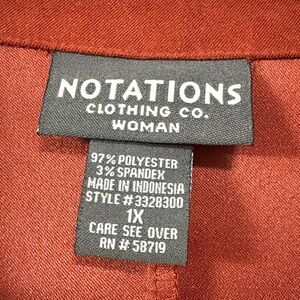 NOTATIONS
CLOTHING CO.
WOMAN
97% POLYESTER
3% SPANDEX
MADE IN INDONESIA
STYLE #3328300
1X
CARE SEE OVER
RN # 58719